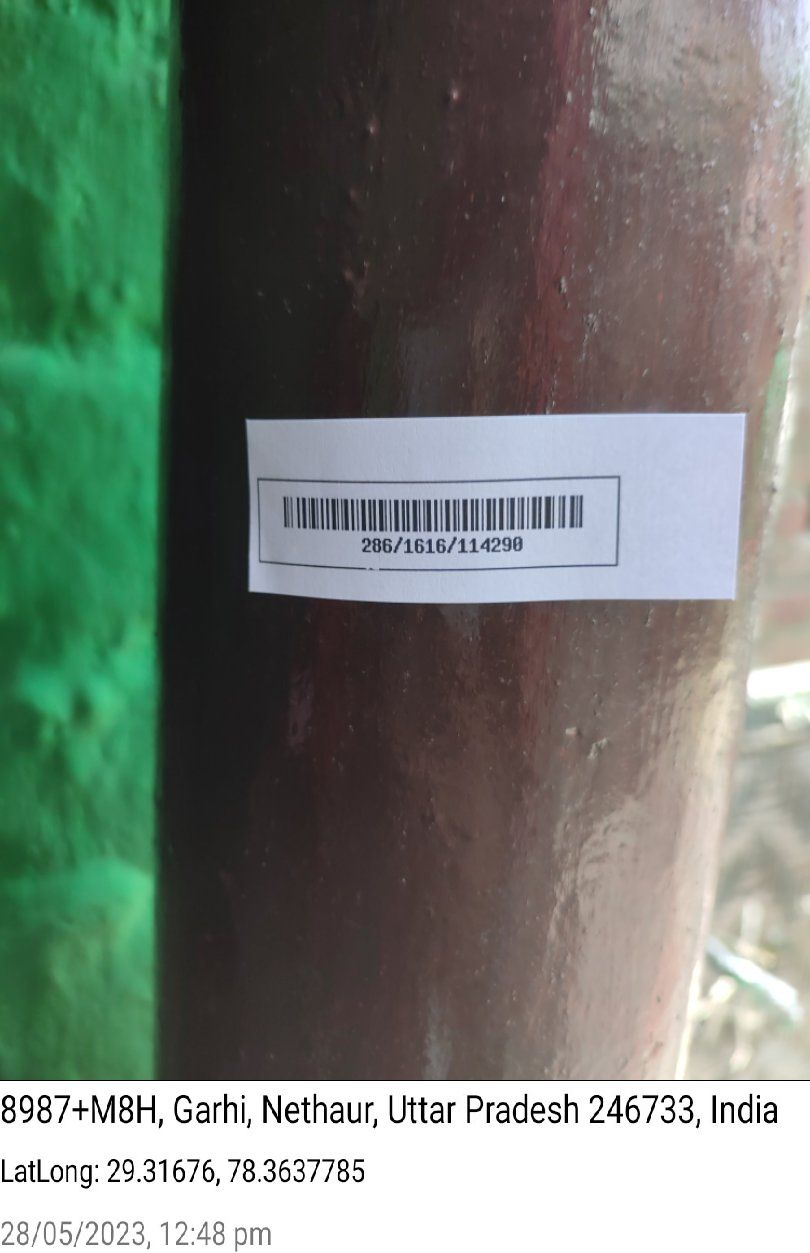 286/1616/114290
8987+M8H, Garhi, Nethaur, Uttar Pradesh 246733, India
LatLong: 29.31676, 78.3637785
28/05/2023, 12:48 pm